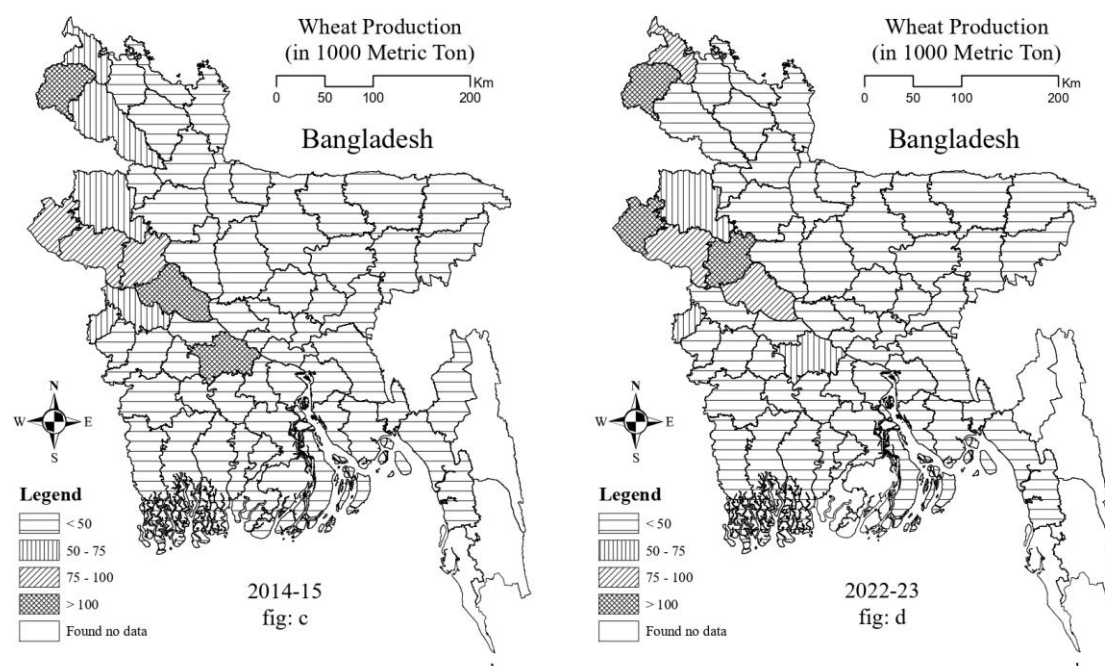 Wheat Production
(in 1000 Metric Ton)
Km
0 50 100 200
Bangladesh
N
W E
S
Legend
< 50
50 - 75
75 - 100
> 100
Found no data
2014-15
fig: c
Wheat Production
(in 1000 Metric Ton)
Km
0 50 100 200
Bangladesh
N
W E
S
Legend
< 50
50 - 75
75 - 100
> 100
Found no data
2022-23
fig: d